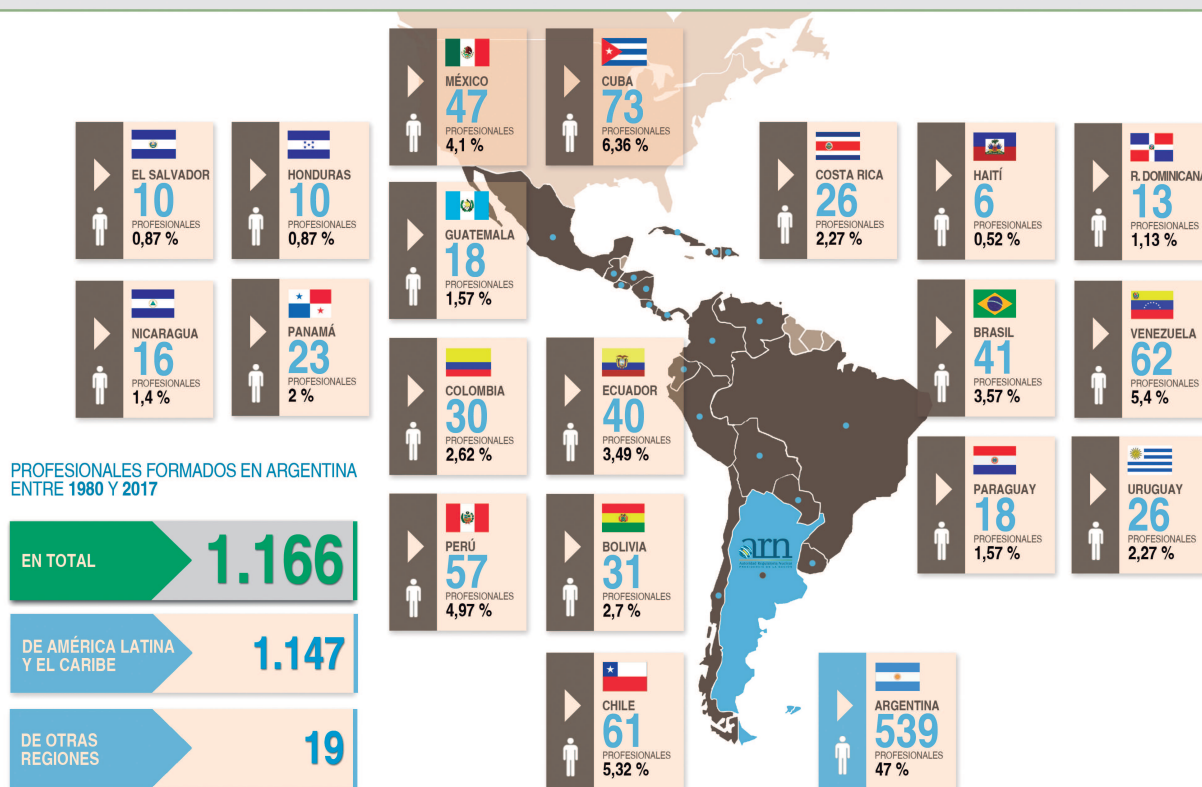 MÉXICO
47
PROFESIONALES
4,1 %
CUBA
73
PROFESIONALES
6,36 %
EL SALVADOR
10
PROFESIONALES
0,87 %
HONDURAS
10
PROFESIONALES
0,87 %
GUATEMALA
18
PROFESIONALES
1,57 %
COSTA RICA
26
PROFESIONALES
2,27 %
HAITÍ
6
PROFESIONALES
0,52 %
R. DOMINICANA
13
PROFESIONALES
1,13 %
NICARAGUA
16
PROFESIONALES
1,4 %
PANAMÁ
23
PROFESIONALES
2 %
COLOMBIA
30
PROFESIONALES
2,62 %
ECUADOR
40
PROFESIONALES
3,49 %
BRASIL
41
PROFESIONALES
3,57 %
VENEZUELA
62
PROFESIONALES
5,4 %
PERÚ
57
PROFESIONALES
4,97 %
BOLIVIA
31
PROFESIONALES
2,7 %
PARAGUAY
18
PROFESIONALES
1,57 %
URUGUAY
26
PROFESIONALES
2,27 %
arn
CHILE
61
PROFESIONALES
5,32 %
ARGENTINA
539
PROFESIONALES
47 %
PROFESIONALES FORMADOS EN ARGENTINA
ENTRE 1980 Y 2017
EN TOTAL
1.166
DE AMÉRICA LATINA
Y EL CARIBE
1.147
DE OTRAS
REGIONES
19